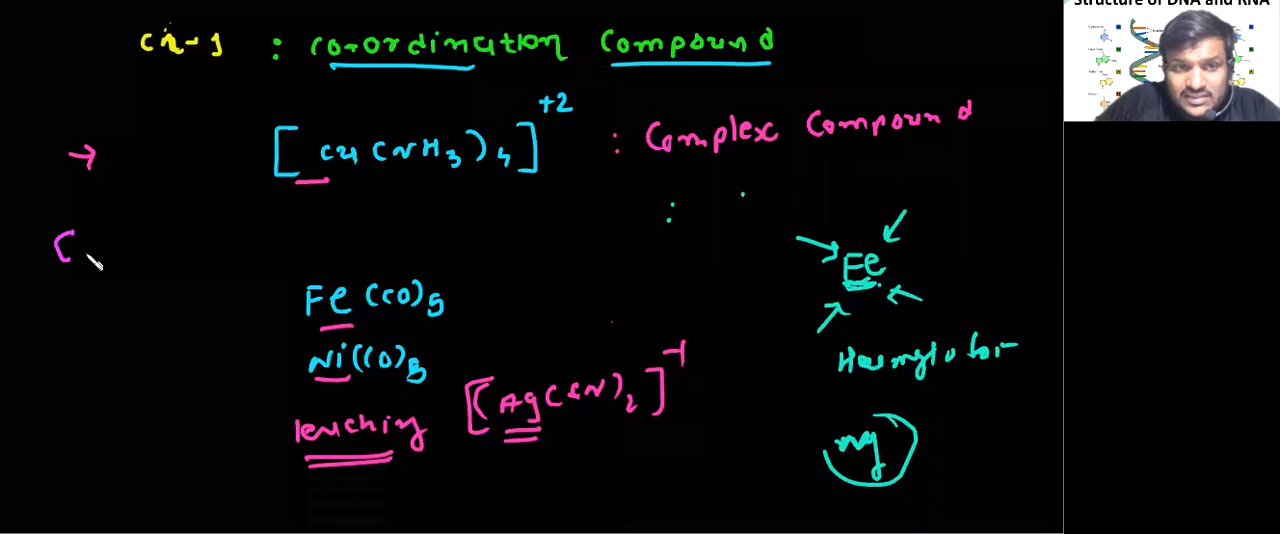 Structure of DNA and RNA
Ch-1 : Co-ordination Compound
→ [Cu(NH3)4]+2 : Complex Compound
[
Fe
Fe(CO)5
Ni(CO)5
Haemoglobin
leaching [Ag(CN)2]-1
mg